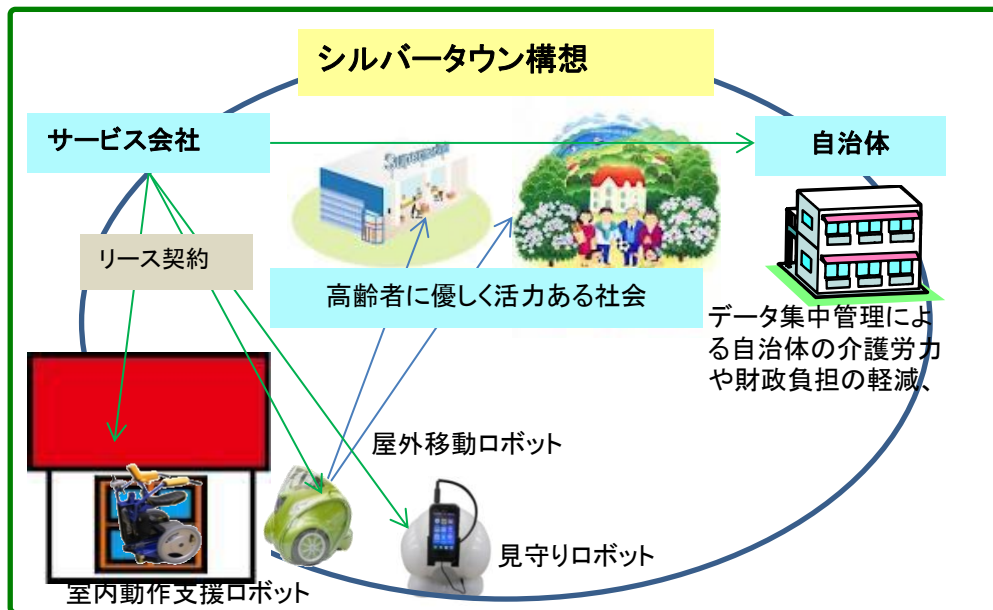 シルバータウン構想
サービス会社
自治体
リース契約
高齢者に優しく活力ある社会
データ集中管理によ
る自治体の介護労力
や財政負担の軽減、
屋外移動ロボット
見守りロボット
室内動作支援ロボット